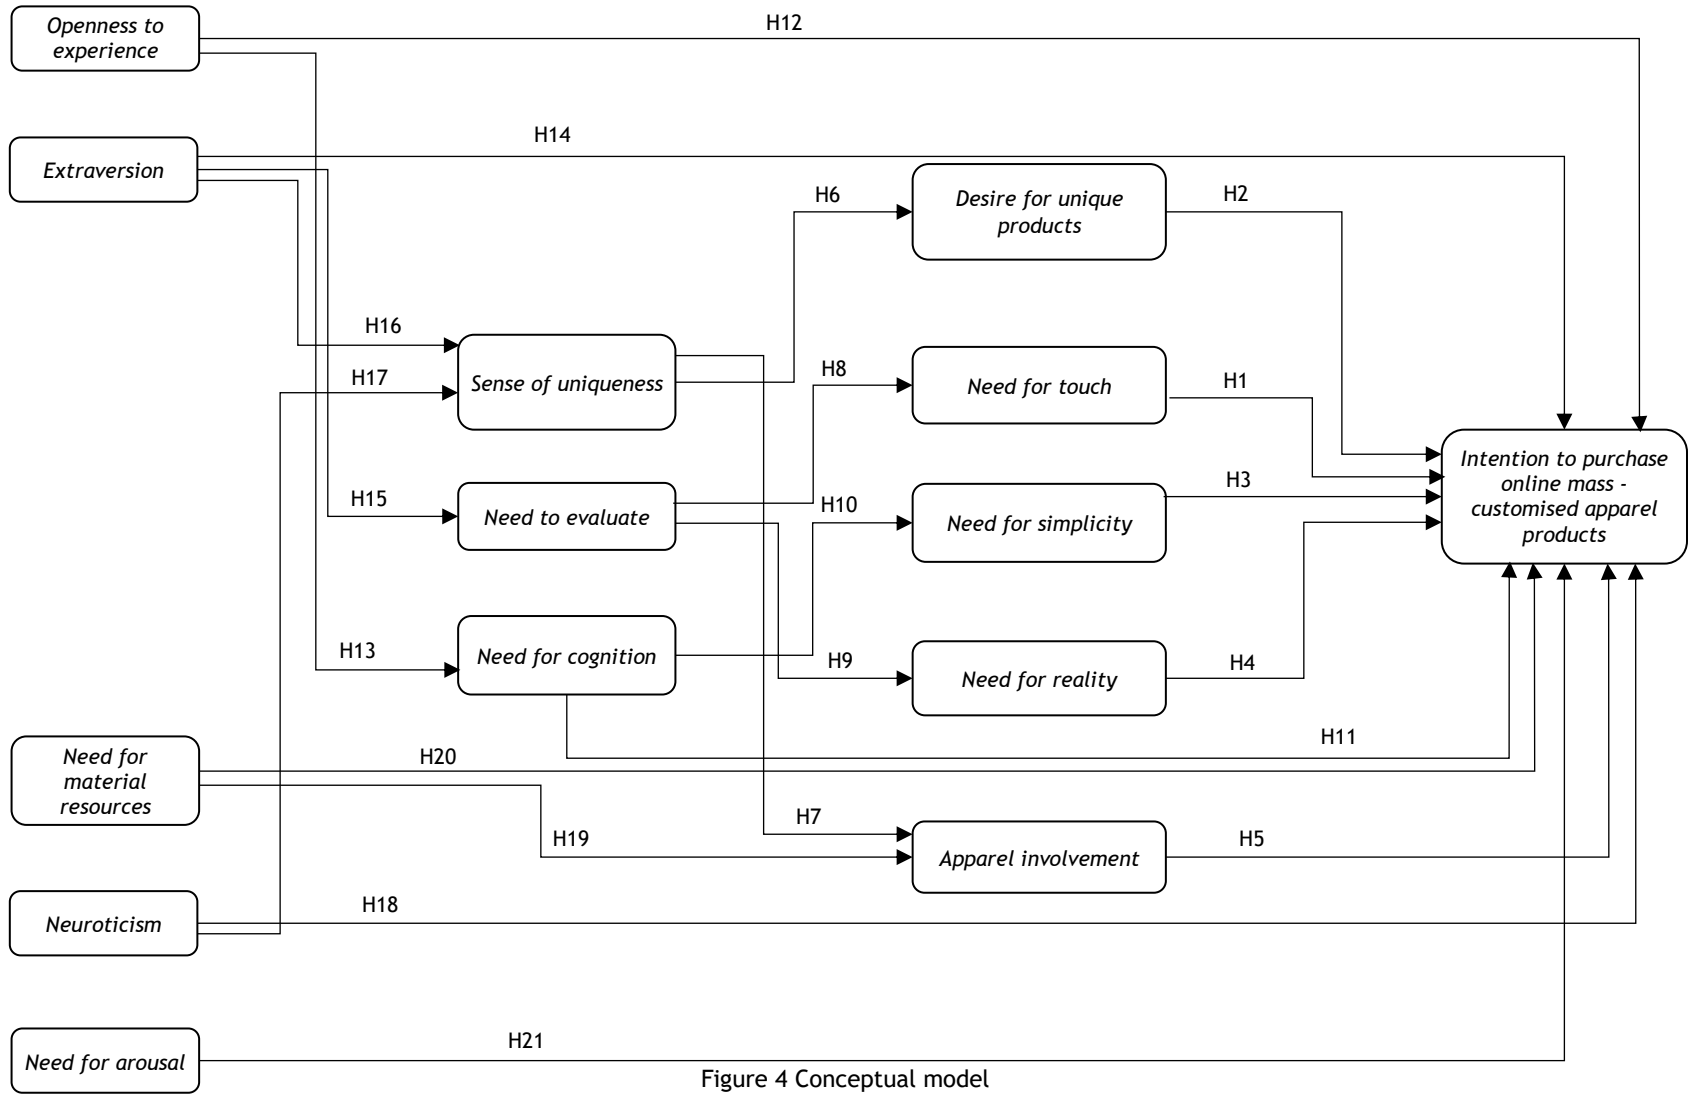 Openness to
experience
H12
H14
Extraversion
H6
Desire for unique
products
H2
H16
H17
Sense of uniqueness
H8
Need for touch
H1
Intention to purchase
online mass -
customised apparel
products
H15
Need to evaluate
H10
Need for simplicity
H3
H13
Need for cognition
H9
Need for reality
H4
H11
Need for
material
resources
H20
H19
H7
Apparel involvement
H5
Neuroticism
H18
Need for arousal
H21
Figure 4 Conceptual model